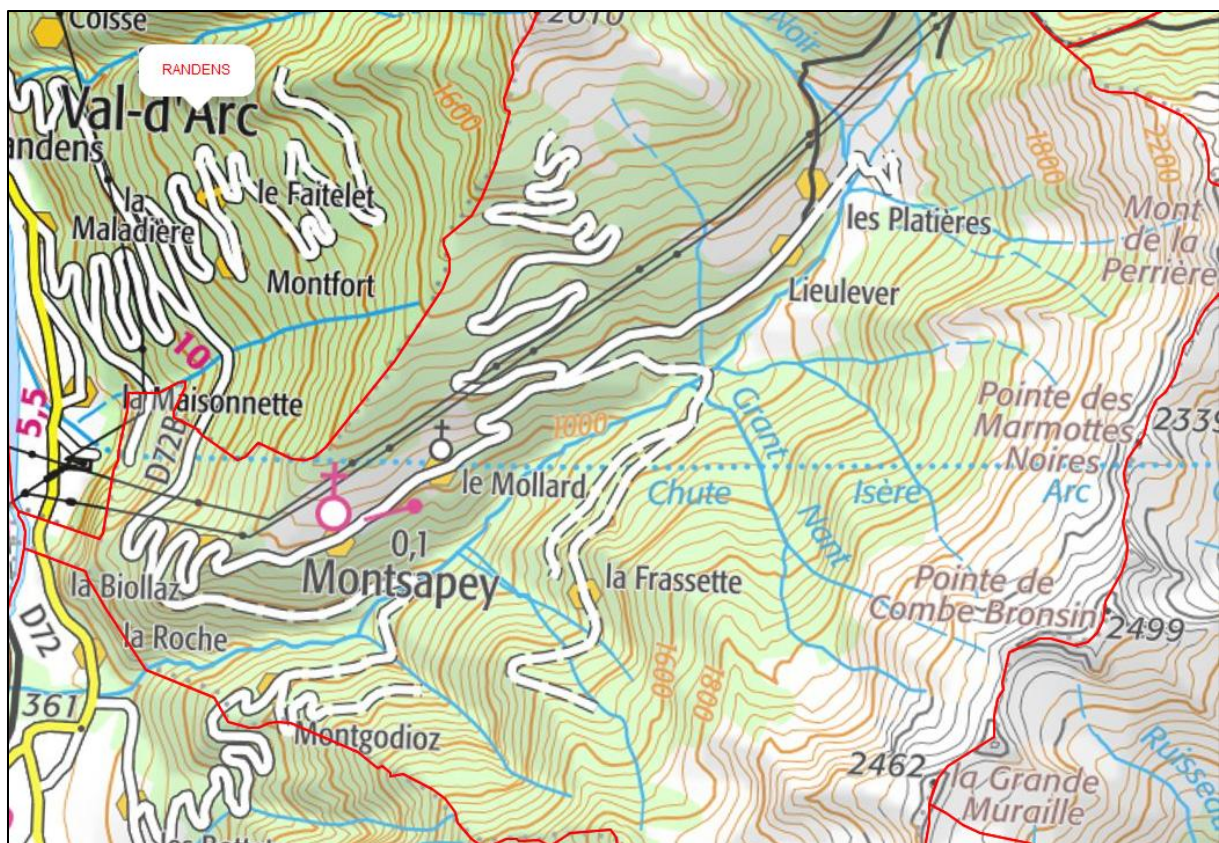 Coisse
2010
RANDENS
Noir
1600
Val-d'Arc
andens
1800
2200
la
Maladière
le Faitelet
les Platières
Mont
de la
Perrière
Montfort
Lieulever
10
5,5
la Maisonnette
D72B
1000
Grant
Nant
Pointe des
Marmottes
Noires
2339
le Mollard
Chute
Isère
Arc
0,1
Montsapey
la Biollaz
la Frassette
Pointe de
Combe-Bronsin
2499
D72
la Roche
1600
1800
361
Montgodioz
2462
la Grande
Muraille
Ruisseau